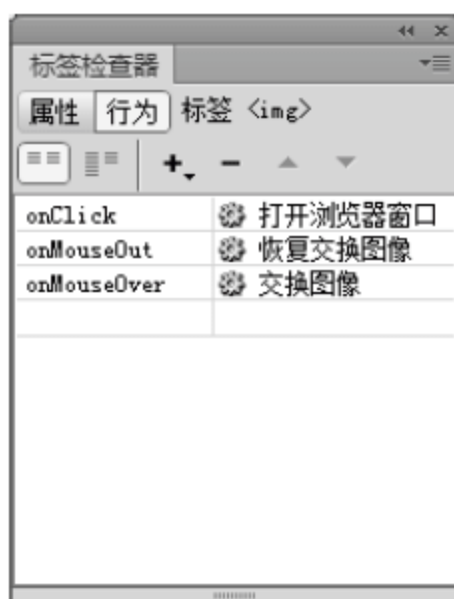 标签检查器
属性 行为 标签 <img>
onClick 打开浏览器窗口
onMouseOut 恢复交换图像
onMouseOver 交换图像